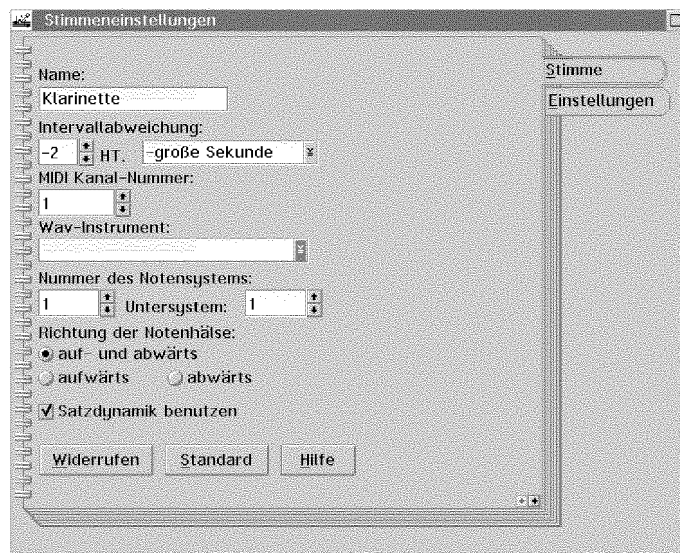 Stimmeneinstellungen
Stimme
Einstellungen
Name:
Klarinette
Intervallabweichung:
-2 HT. -große Sekunde
MIDI Kanal-Nummer:
1
Wav-Instrument:
Nummer des Notensystems:
1 Untersystem: 1
Richtung der Notenhälse:
auf- und abwärts
aufwärts abwärts
Satzdynamik benutzen
Widerrufen Standard Hilfe